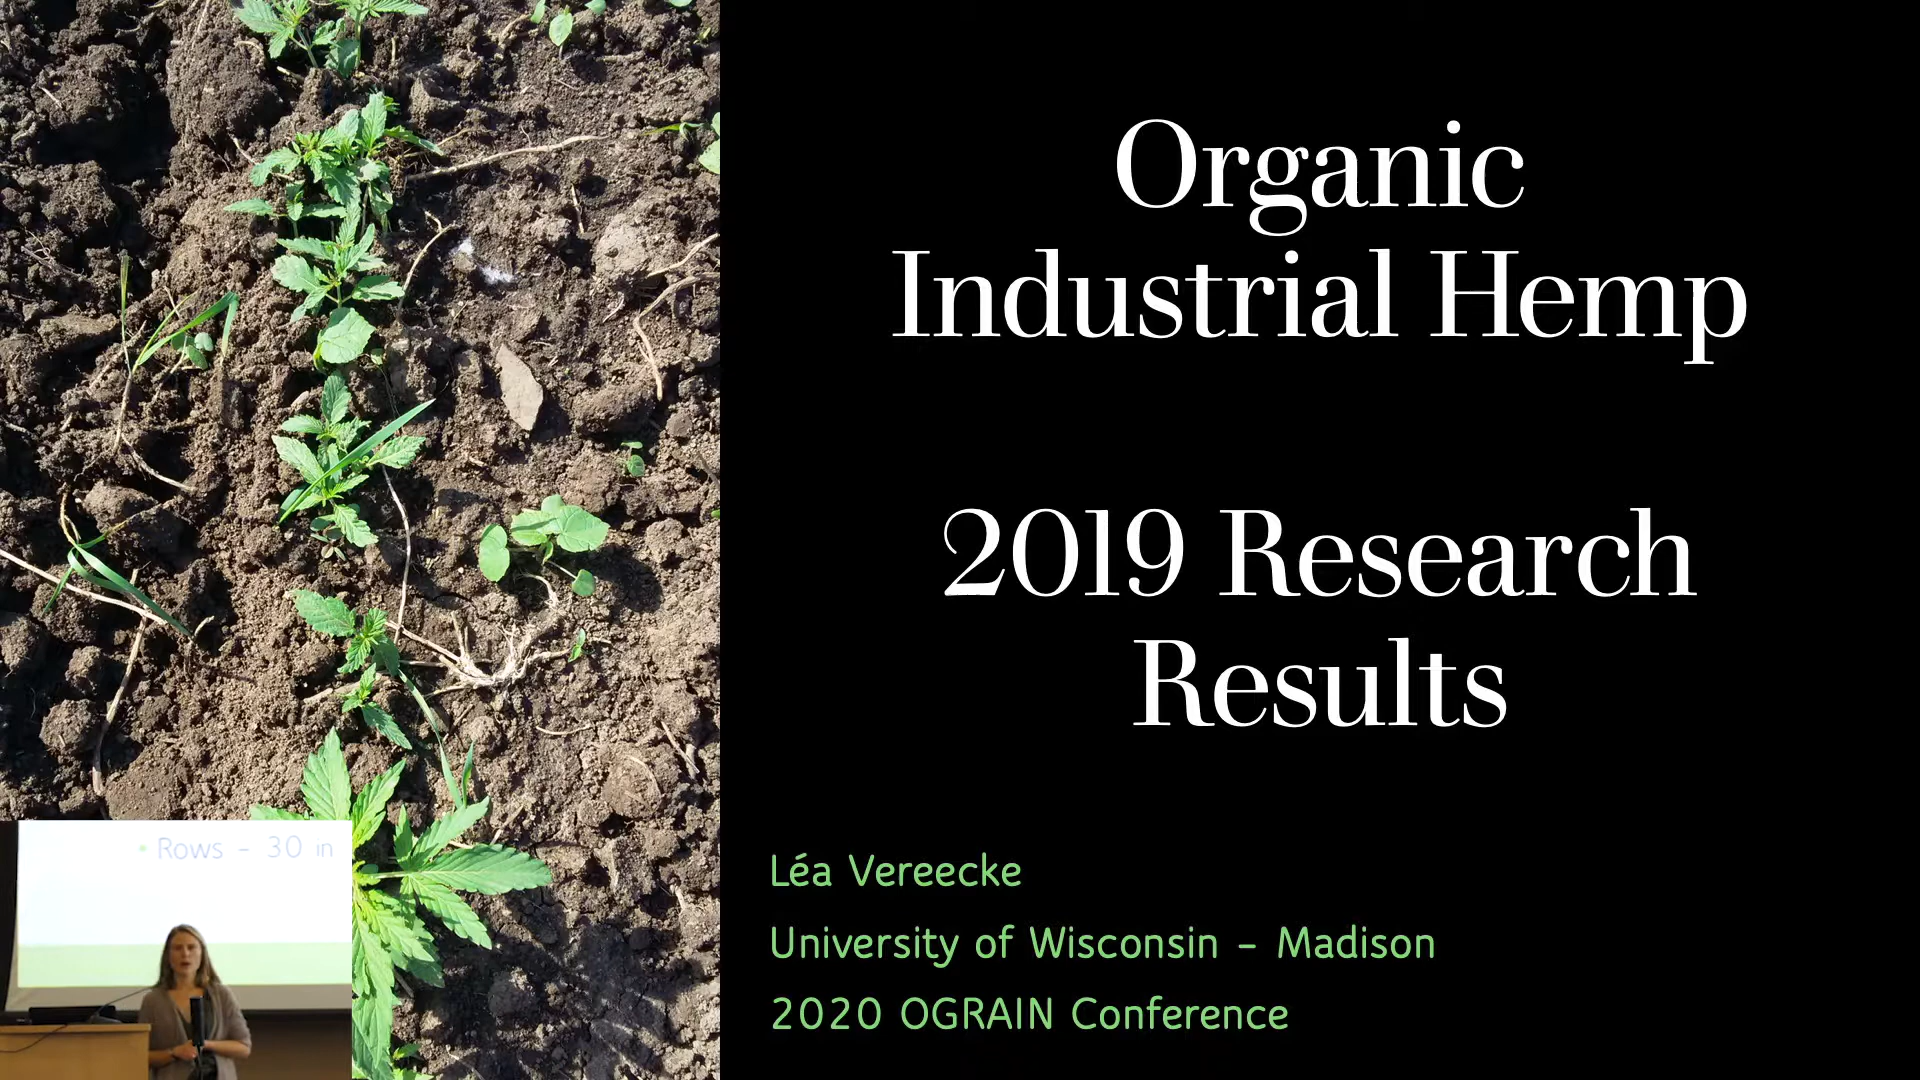 Organic
Industrial Hemp
2019 Research
Results
Léa Vereecke
University of Wisconsin – Madison
2020 OGRAIN Conference
• Rows – 30 in